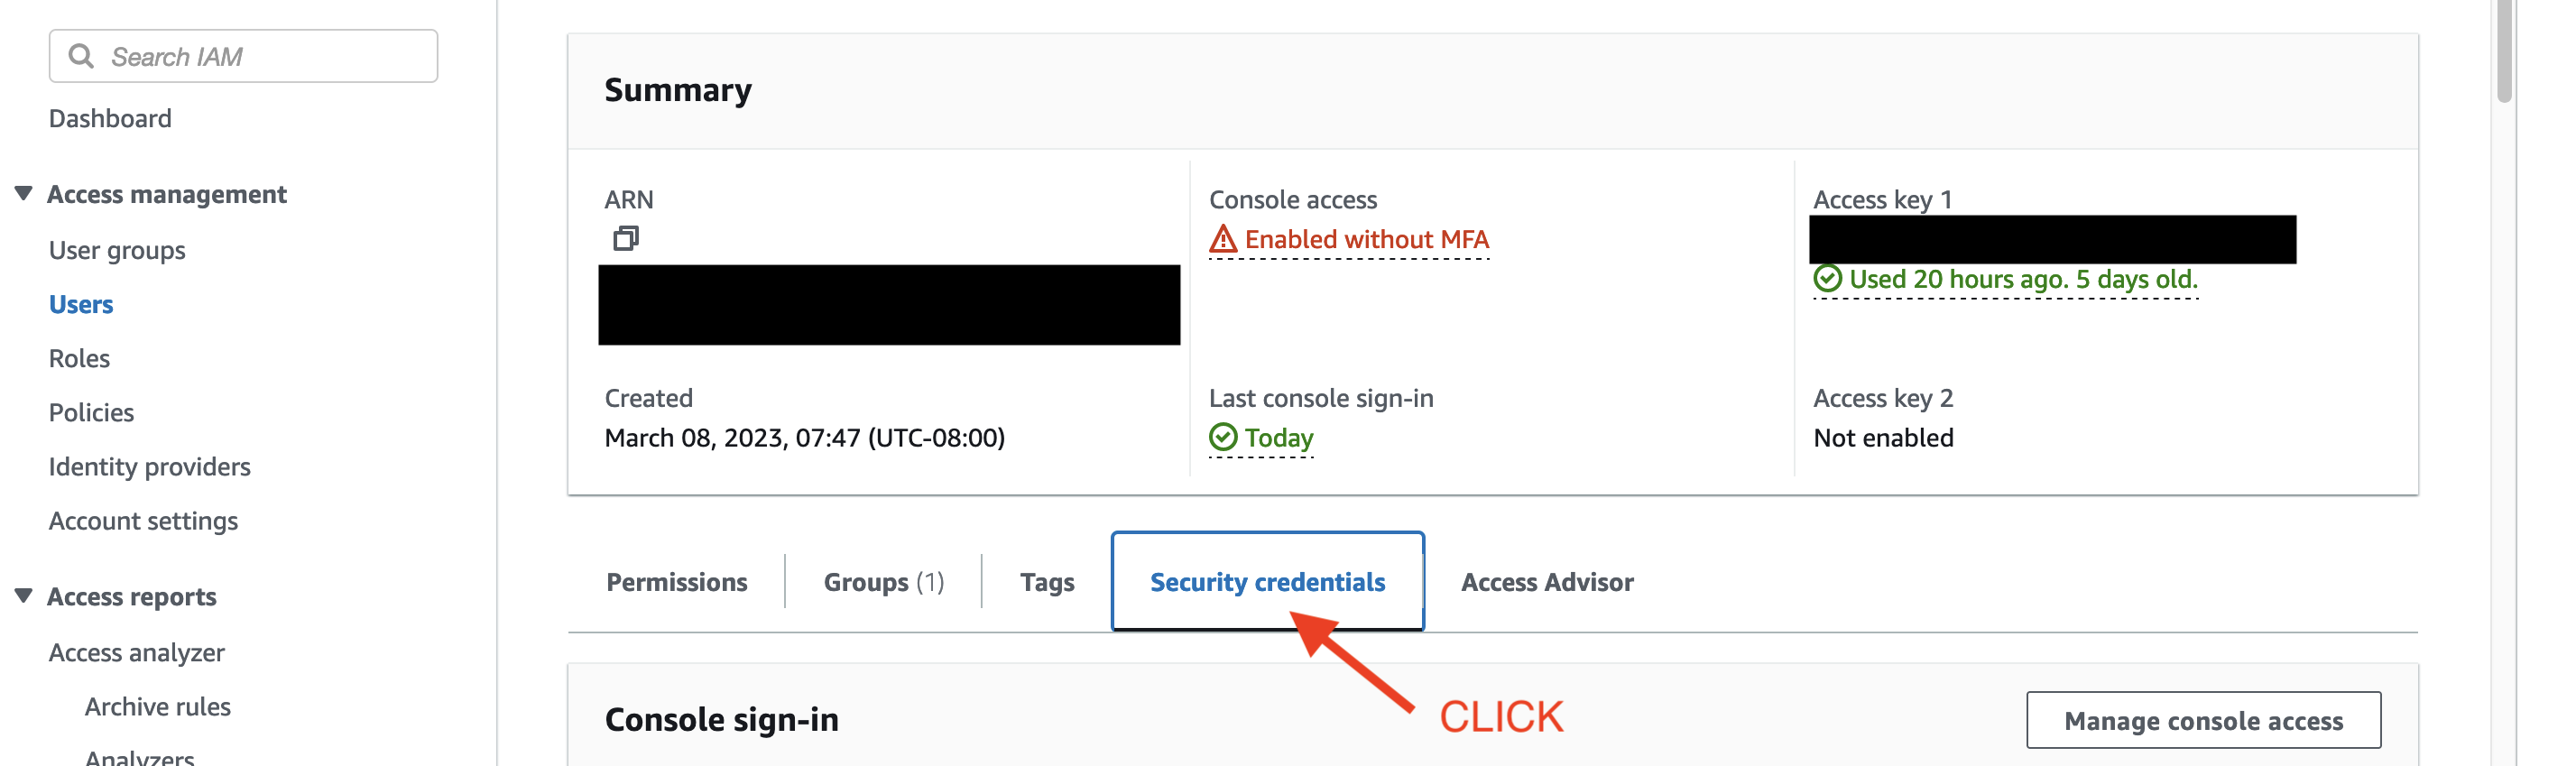 Search IAM
Dashboard
Access management
User groups
Users
Roles
Policies
Identity providers
Account settings
Access reports
Access analyzer
Archive rules
Analyzers
Summary
ARN
Created
March 08, 2023, 07:47 (UTC-08:00)
Console access
Enabled without MFA
Last console sign-in
Today
Access key 1
Used 20 hours ago. 5 days old.
Access key 2
Not enabled
Permissions
Groups (1)
Tags
Security credentials
Access Advisor
CLICK
Console sign-in
Manage console access